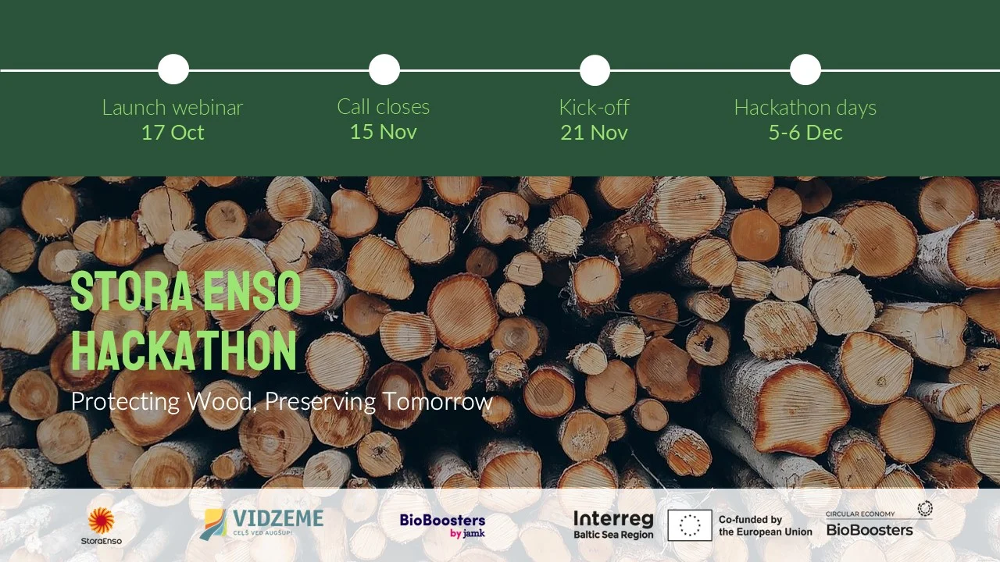 Launch webinar
17 Oct
Call closes
15 Nov
Kick-off
21 Nov
Hackathon days
5-6 Dec
STORA ENSO
HACKATHON
Protecting Wood, Preserving Tomorrow
StoraEnso
VIDZEME
CEĻŠ VED AUGŠUP!
BioBoosters
by jamk
Interreg
Baltic Sea Region
Co-funded by
the European Union
CIRCULAR ECONOMY
BioBoosters